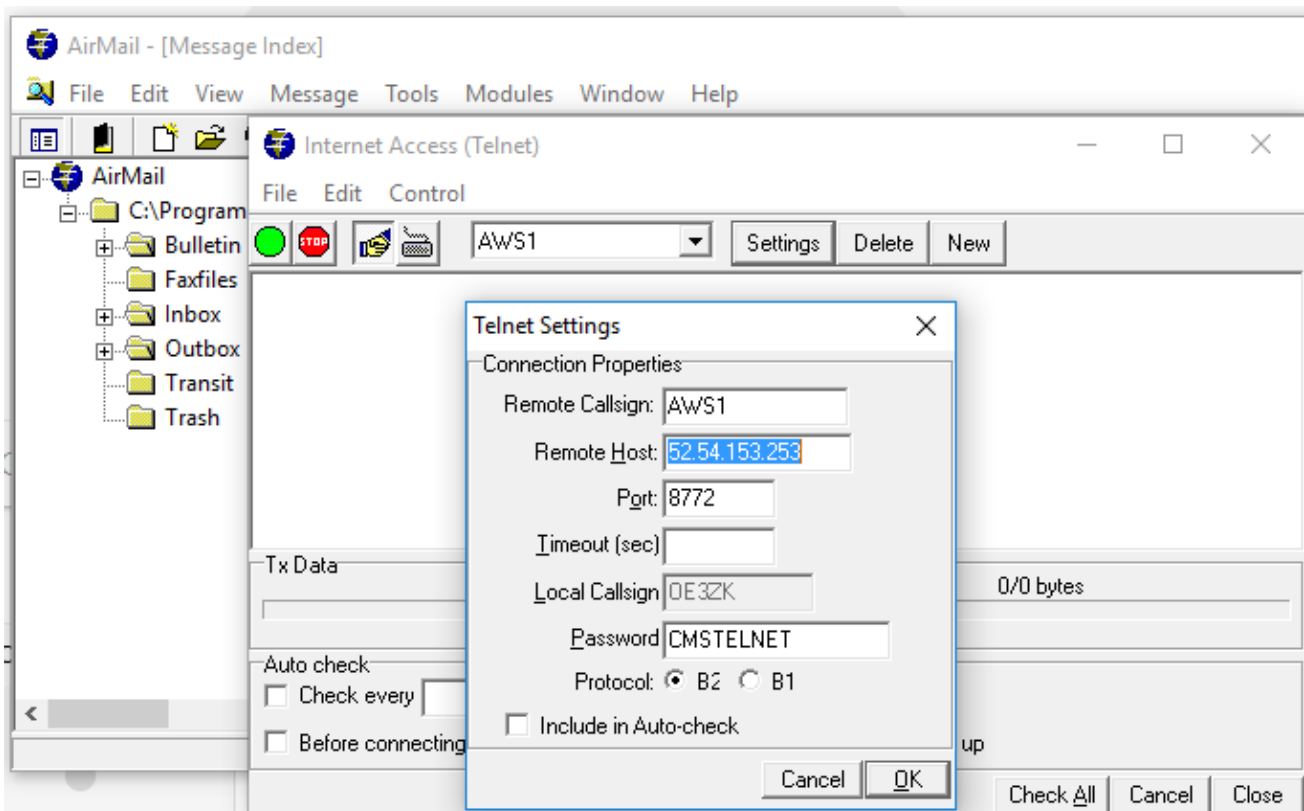 AirMail - [Message Index]
File Edit View Message Tools Modules Window Help
Internet Access (Telnet)
File Edit Control
STOP AWS1 Settings Delete New
AirMail
C:\Program
Bulletin
Faxfiles
Inbox
Outbox
Transit
Trash
Telnet Settings
Connection Properties
Remote Callsign: AWS1
Remote Host: 52.54.153.253
Port: 8772
Timeout (sec)
Local Callsign OE3ZK
Password CMSTELNET
Protocol: B2 B1
Include in Auto-check
Cancel OK
Tx Data
0/0 bytes
Auto check
Check every
Before connecting
up
Check All Cancel Close